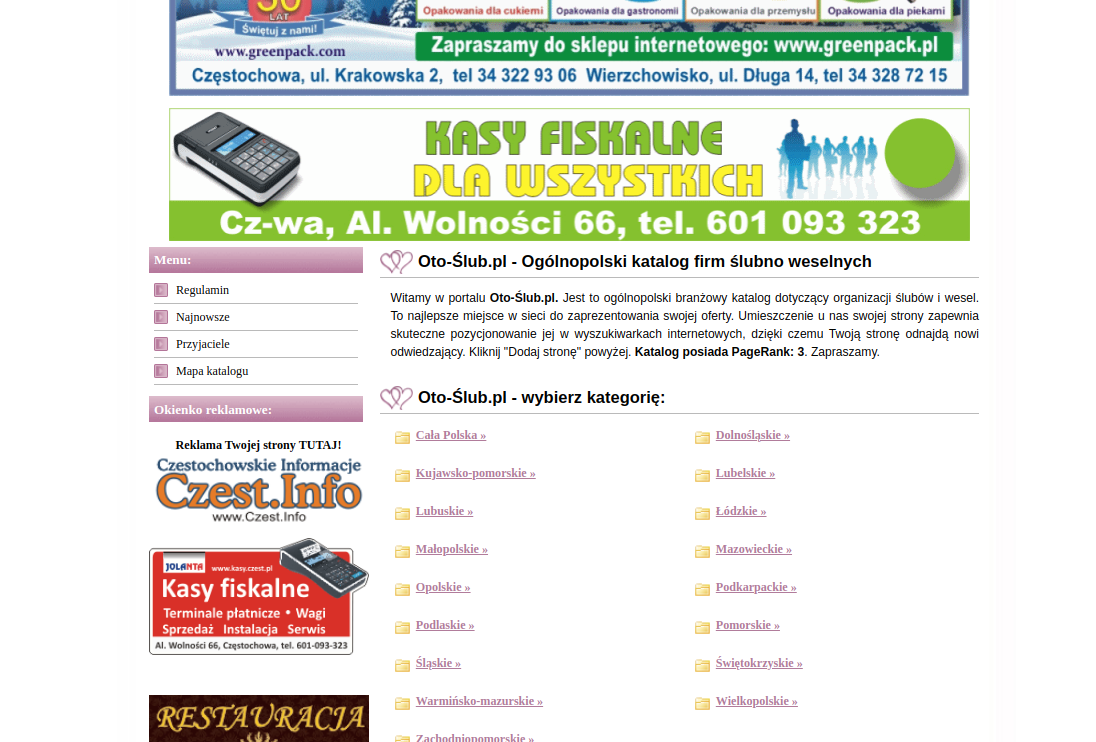 30
LAT
Świętuj z nami!
Opakowania dla cukierni Opakowania dla gastronomii Opakowania dla przemysłu Opakowania dla piekarni
www.greenpack.com
Zapraszamy do sklepu internetowego: www.greenpack.pl
Częstochowa, ul. Krakowska 2, tel 34 322 93 06 Wierzchowisko, ul. Długa 14, tel 34 328 72 15
KASY FISKALNE
DLA WSZYSTKICH
Cz-wa, Al. Wolności 66, tel. 601 093 323
Menu:
Regulamin
Najnowsze
Przyjaciele
Mapa katalogu
Okienko reklamowe:
Reklama Twojej strony TUTAJ!
Czestochowskie Informacje
Czest.Info
www.Czest.Info
JOLANTA www.kasy.czest.pl
Kasy fiskalne
Terminale płatnicze • Wagi
Sprzedaż Instalacja Serwis
Al. Wolności 66, Częstochowa, tel. 601-093-323
RESTAURACJA
Oto-Ślub.pl - Ogólnopolski katalog firm ślubno weselnych
Witamy w portalu Oto-Ślub.pl. Jest to ogólnopolski branżowy katalog dotyczący organizacji ślubów i wesel.
To najlepsze miejsce w sieci do zaprezentowania swojej oferty. Umieszczenie u nas swojej strony zapewnia
skuteczne pozycjonowanie jej w wyszukiwarkach internetowych, dzięki czemu Twoją stronę odnajdą nowi
odwiedzający. Kliknij "Dodaj stronę" powyżej. Katalog posiada PageRank: 3. Zapraszamy.
Oto-Ślub.pl - wybierz kategorię:
Cała Polska » Dolnośląskie »
Kujawsko-pomorskie » Lubelskie »
Lubuskie » Łódzkie »
Małopolskie » Mazowieckie »
Opolskie » Podkarpackie »
Podlaskie » Pomorskie »
Śląskie » Świętokrzyskie »
Warmińsko-mazurskie » Wielkopolskie »
Zachodniopomorskie »